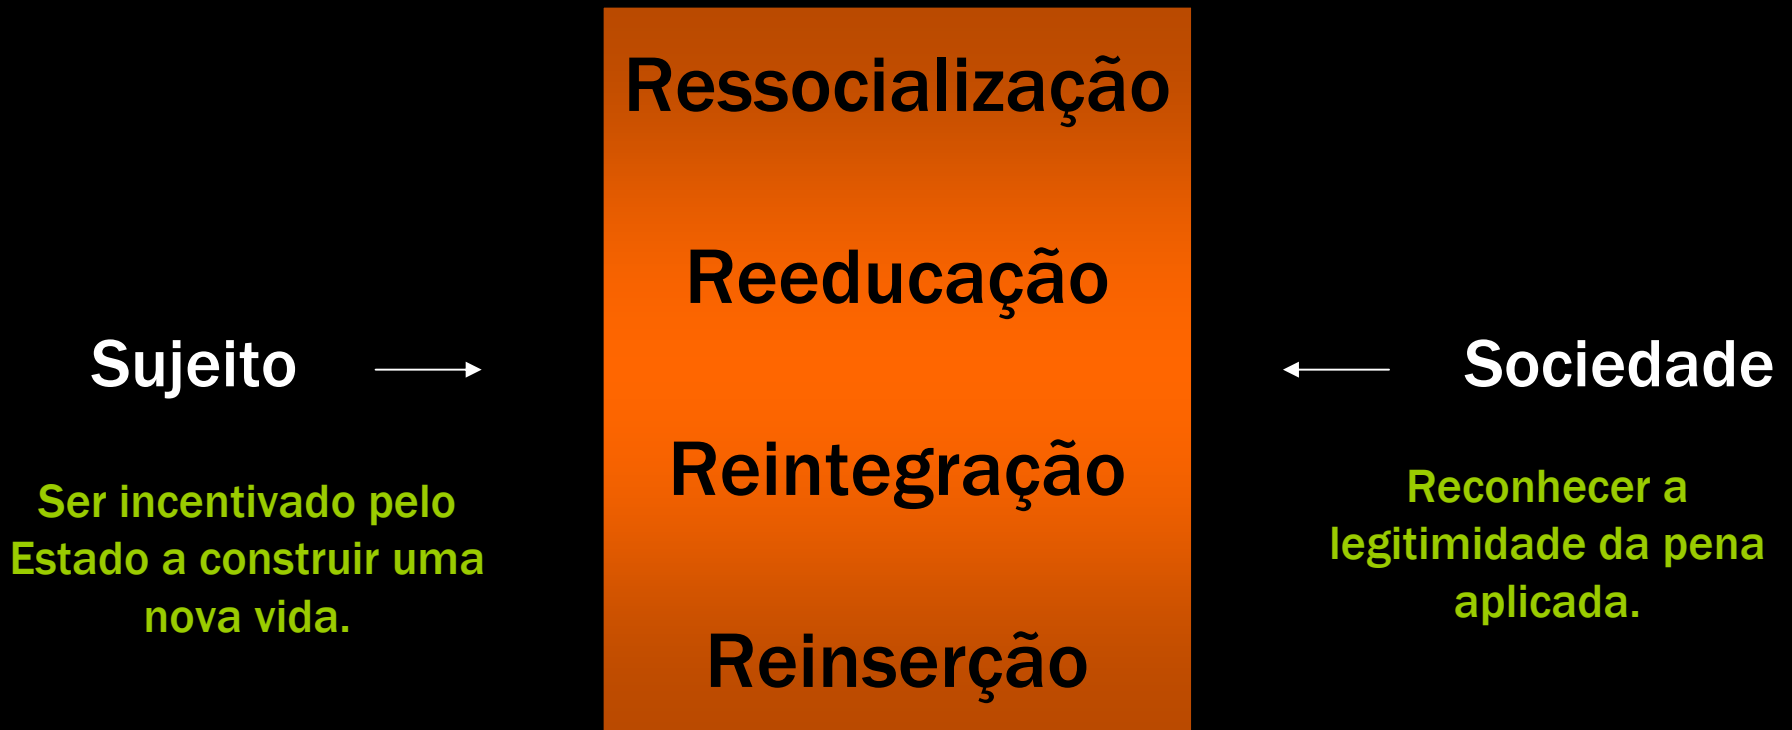 Ressocialização
Reeducação
Reintegração
Reinserção
Sujeito
Ser incentivado pelo
Estado a construir uma
nova vida.
Sociedade
Reconhecer a
legitimidade da pena
aplicada.